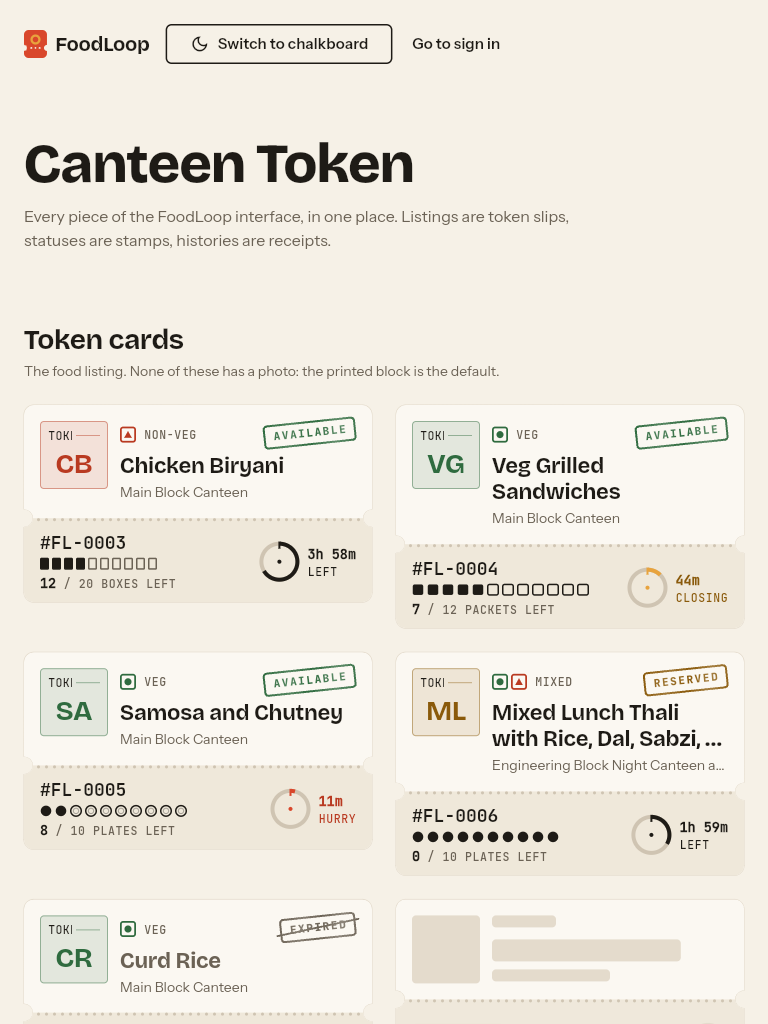 FoodLoop
Switch to chalkboard
Go to sign in
Canteen Token
Every piece of the FoodLoop interface, in one place. Listings are token slips,
statuses are stamps, histories are receipts.
Token cards
The food listing. None of these has a photo: the printed block is the default.
CB
NON-VEG
AVAILABLE
Chicken Biryani
Main Block Canteen
#FL-0003
12 / 20 BOXES LEFT
3h 58m
LEFT
VG
VEG
AVAILABLE
Veg Grilled
Sandwiches
Main Block Canteen
#FL-0004
7 / 12 PACKETS LEFT
44m
CLOSING
SA
VEG
AVAILABLE
Samosa and Chutney
Main Block Canteen
#FL-0005
8 / 10 PLATES LEFT
11m
HURRY
ML
MIXED
RESERVED
Mixed Lunch Thali
with Rice, Dal, Sabzi, ...
Engineering Block Night Canteen a...
#FL-0006
0 / 10 PLATES LEFT
1h 59m
LEFT
CR
VEG
EXPIRED
Curd Rice
Main Block Canteen